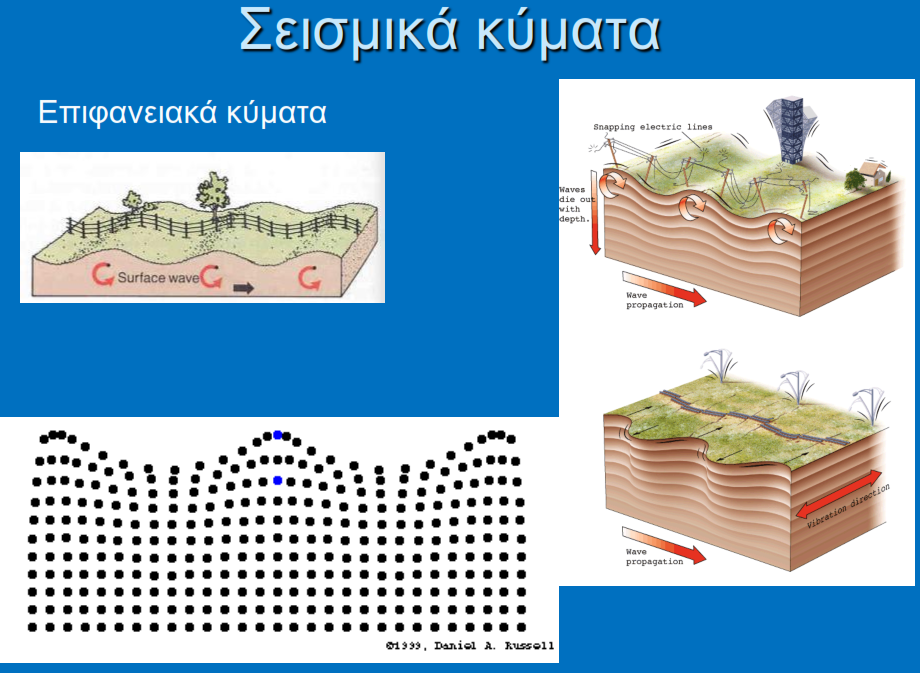 Σεισμικά κύματα
Επιφανειακά κύματα
Surface wave
Snapping electric lines
Waves
die out
with
depth.
Wave
propagation
Vibration direction
Wave
propagation
©1999, Daniel A. Russell